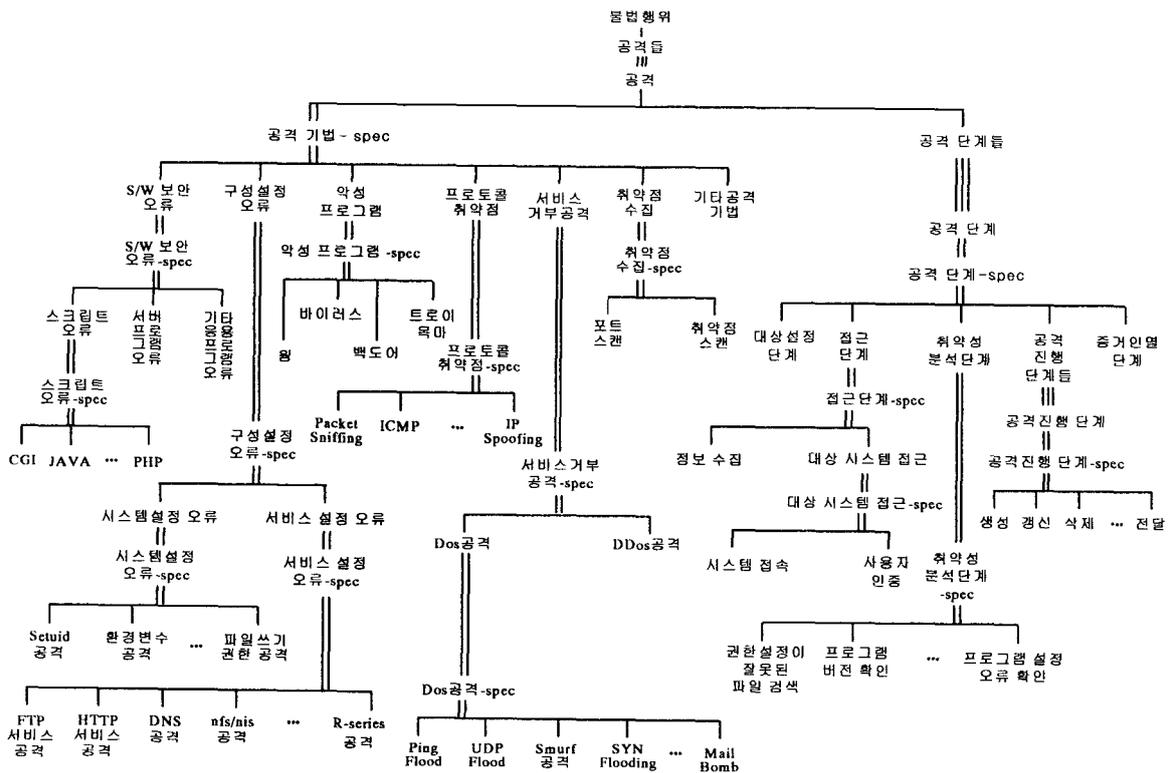 불법행위
공격들
공격
공격 기법 - spec
공격 단계들
S/W 보안
오류
구성설정
오류
악성
프로그램
프로토콜
취약점
서비스
거부공격
취약점
수집
기타공격
기법
S/W 보안
오류-spec
악성 프로그램 -spec
취약점
수집-spec
공격 단계
공격 단계-spec
스크립트
오류
서버
프로그램
오류
기타
응용프로그램
오류
웜
바이러스
백도어
트로이
목마
포트
스캔
취약점
스캔
대상설정
단계
접근
단계
취약성
분석단계
공격
진행
단계들
증거인멸
단계
프로토콜
취약점-spec
스크립트
오류-spec
접근단계-spec
공격진행 단계
Packet
Sniffing
ICMP
...
IP
Spoofing
CGI
JAVA
...
PHP
구성설정
오류-spec
서비스거부
공격-spec
정보 수집
대상 시스템 접근
공격진행 단계-spec
대상 시스템 접근-spec
생성
갱신
삭제
...
전달
시스템설정 오류
서비스 설정 오류
Dos공격
DDos공격
시스템설정
오류-spec
서비스 설정
오류-spec
시스템 접속
사용자
인증
취약성
분석단계
-spec
Setuid
공격
환경변수
공격
...
파일쓰기
권한 공격
권한설정이
잘못된
파일 검색
프로그램
버전 확인
...
프로그램 설정
오류 확인
Dos공격-spec
FTP
서비스
공격
HTTP
서비스
공격
DNS
공격
nfs/nis
공격
...
R-series
공격
Ping
Flood
UDP
Flood
Smurf
공격
SYN
Flooding
...
Mail
Bomb